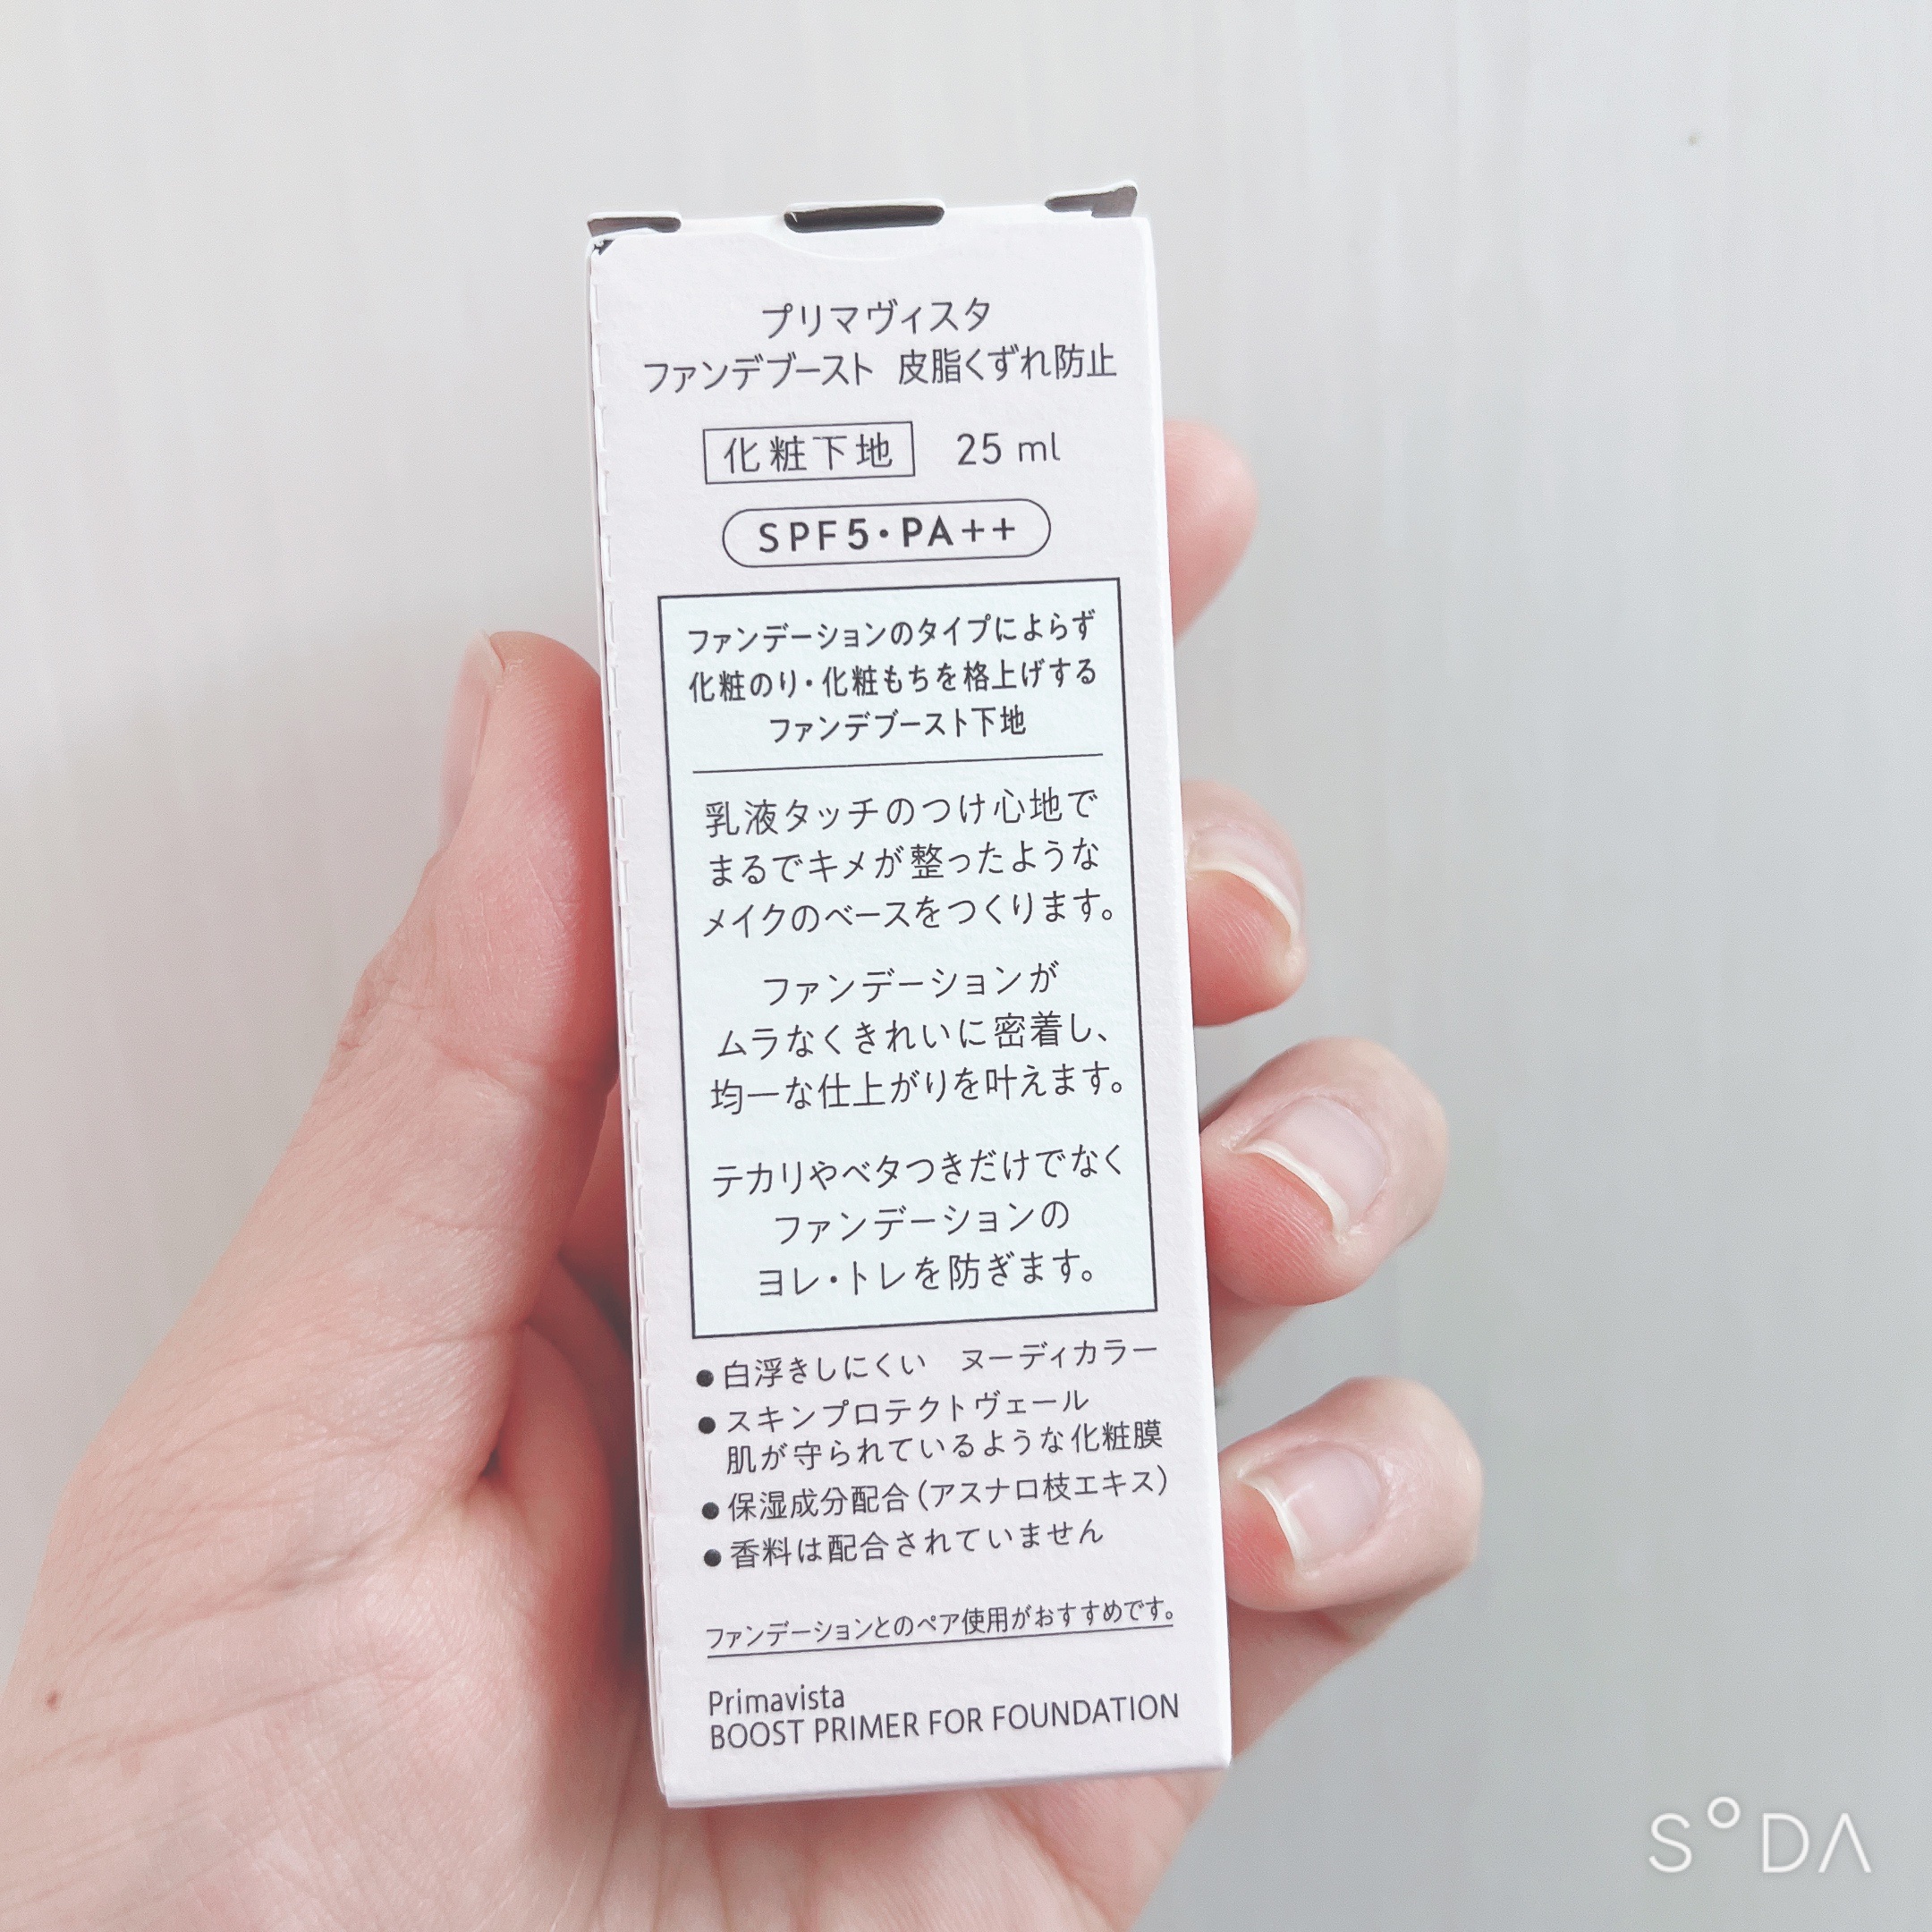 プリマヴィスタ
ファンデブースト 皮脂くずれ防止
化粧下地 25 ml
SPF5・PA++
ファンデーションのタイプによらず
化粧のり・化粧もちを格上げする
ファンデブースト下地
乳液タッチのつけ心地で
まるでキメが整ったような
メイクのベースをつくります。
ファンデーションが
ムラなくきれいに密着し、
均一な仕上がりを叶えます。
テカリやベタつきだけでなく
ファンデーションの
ヨレ・トレを防ぎます。
●白浮きしにくい ヌーディカラー
●スキンプロテクトヴェール
肌が守られているような化粧膜
●保湿成分配合(アスナロ枝エキス)
●香料は配合されていません
ファンデーションとのペア使用がおすすめです。
Primavista
BOOST PRIMER FOR FOUNDATION
SODA